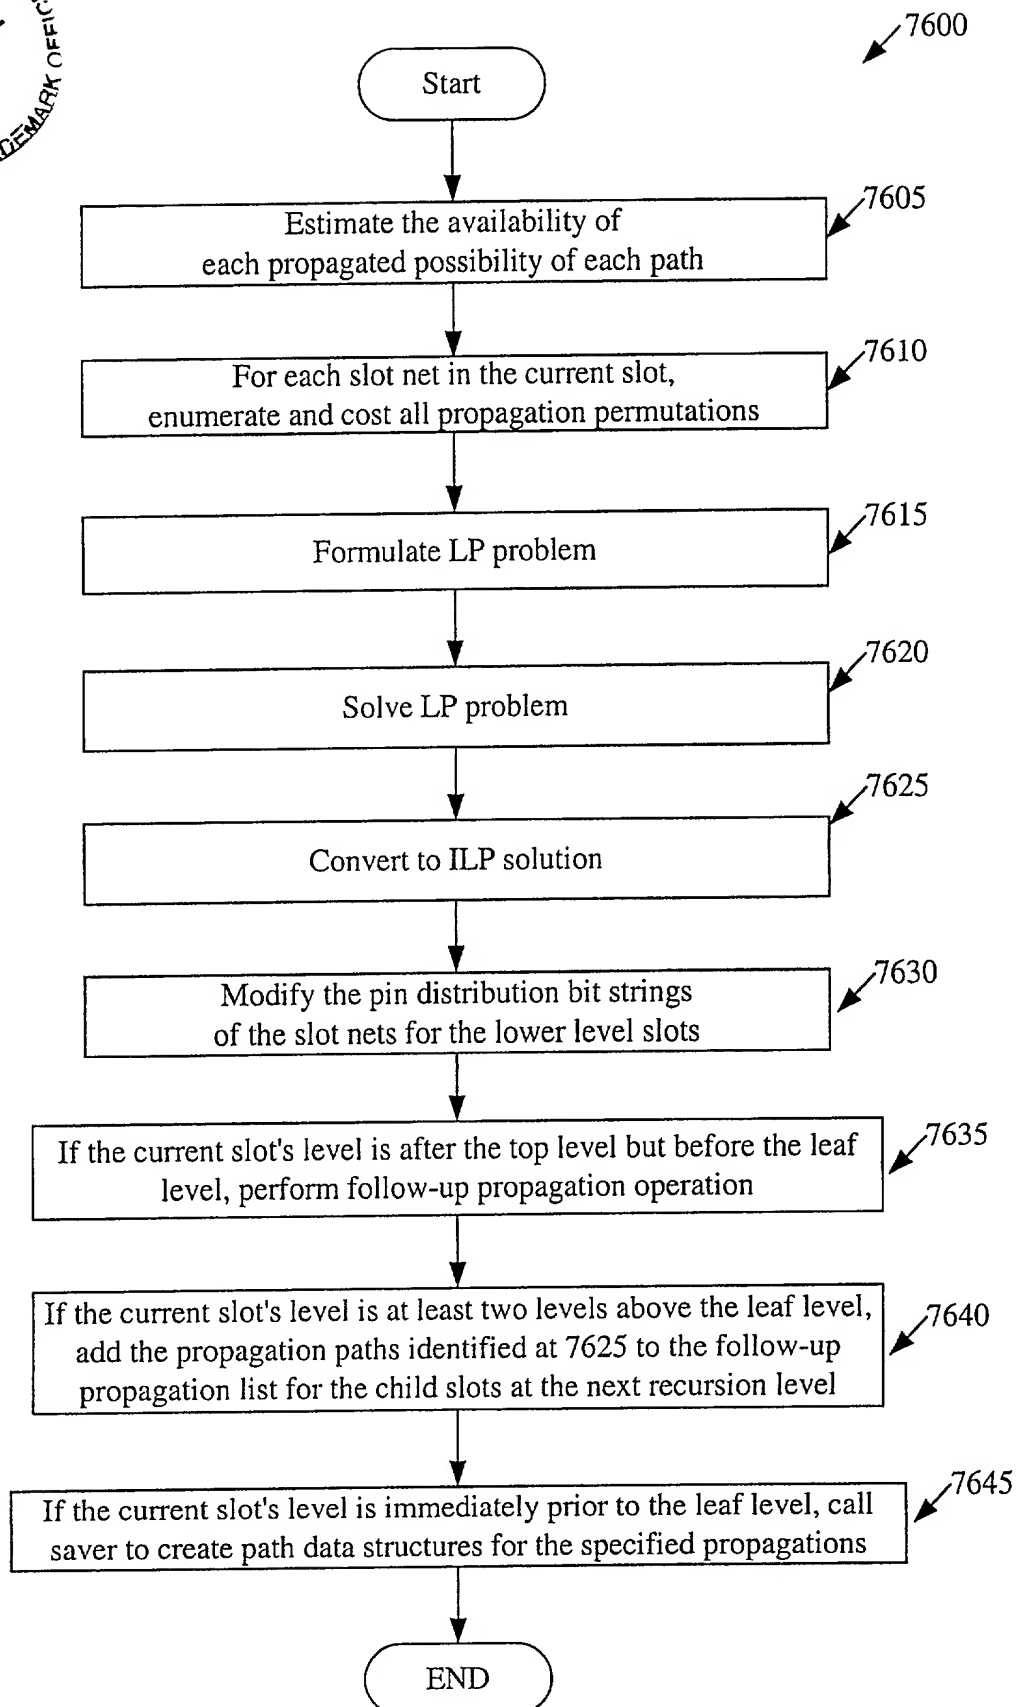 7600
DEMARK OFFIC
Start
7605
Estimate the availability of
each propagated possibility of each path
7610
For each slot net in the current slot,
enumerate and cost all propagation permutations
7615
Formulate LP problem
7620
Solve LP problem
7625
Convert to ILP solution
7630
Modify the pin distribution bit strings
of the slot nets for the lower level slots
7635
If the current slot's level is after the top level but before the leaf
level, perform follow-up propagation operation
7640
If the current slot's level is at least two levels above the leaf level,
add the propagation paths identified at 7625 to the follow-up
propagation list for the child slots at the next recursion level
7645
If the current slot's level is immediately prior to the leaf level, call
saver to create path data structures for the specified propagations
END